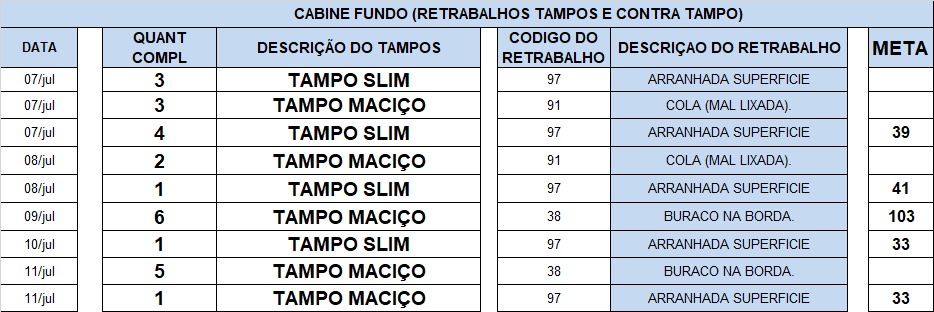 CABINE FUNDO (RETRABALHOS TAMPOS E CONTRA TAMPO)
DATA QUANT COMPL DESCRIÇÃO DO TAMPOS CODIGO DO RETRABALHO DESCRIÇAO DO RETRABALHO META
07/jul 3 TAMPO SLIM 97 ARRANHADA SUPERFICIE
07/jul 3 TAMPO MACIÇO 91 COLA (MAL LIXADA).
07/jul 4 TAMPO SLIM 97 ARRANHADA SUPERFICIE 39
08/jul 2 TAMPO MACIÇO 91 COLA (MAL LIXADA).
08/jul 1 TAMPO SLIM 97 ARRANHADA SUPERFICIE 41
09/jul 6 TAMPO MACIÇO 38 BURACO NA BORDA. 103
10/jul 1 TAMPO SLIM 97 ARRANHADA SUPERFICIE 33
11/jul 5 TAMPO MACIÇO 38 BURACO NA BORDA.
11/jul 1 TAMPO MACIÇO 97 ARRANHADA SUPERFICIE 33